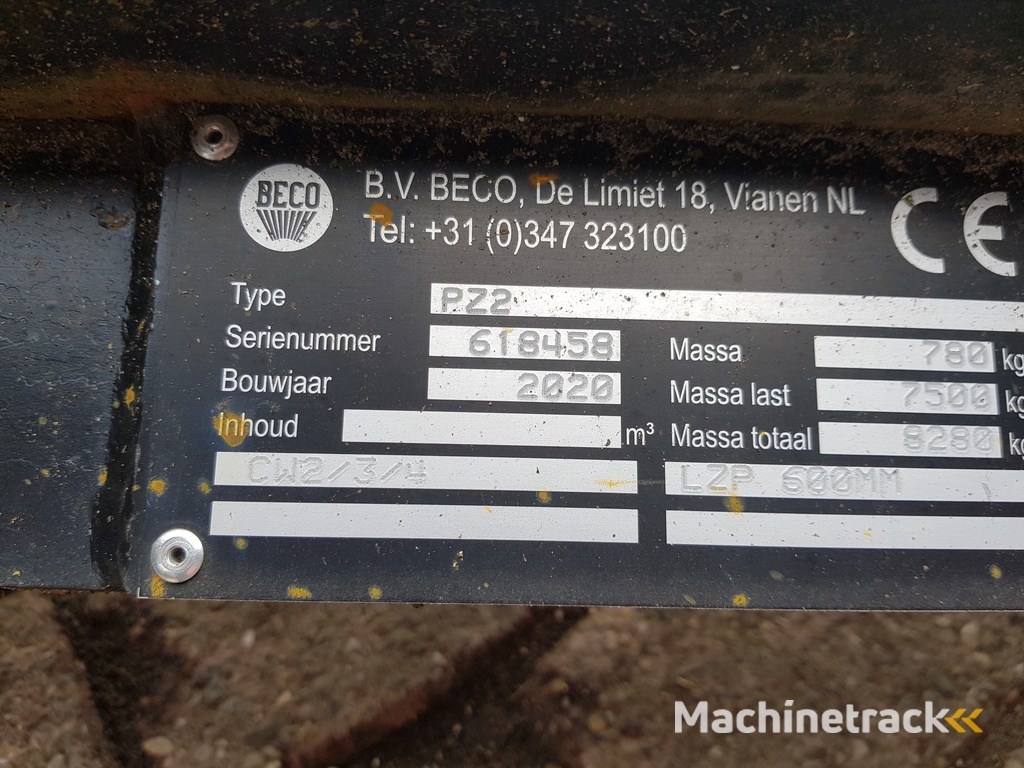 BECO
B.V. BECO, De Limiet 18, Vianen NL
Tel: +31 (0)347 323100
CE
Type PZ2
Serienummer 618458 Massa 780 kg
Bouwjaar 2020 Massa last 7500 kg
Inhoud m³ Massa totaal 8280 kg
CW2/3/4 LZP 600MM
Machinetrack